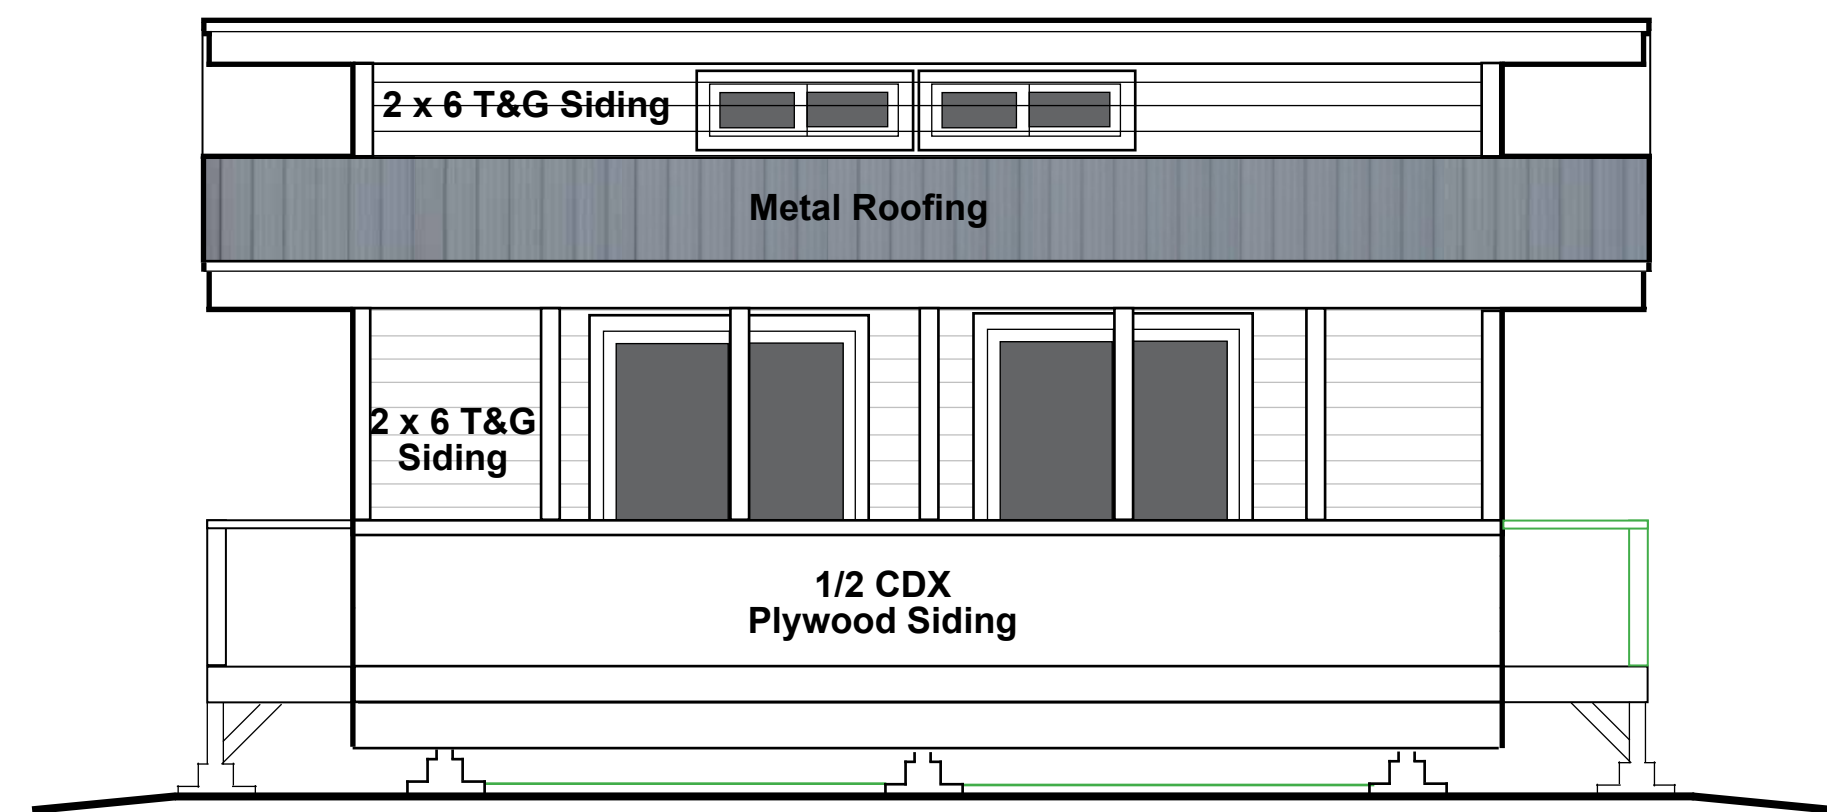 2 x 6 T&G Siding
Metal Roofing
2 x 6 T&G
Siding
1/2 CDX
Plywood Siding